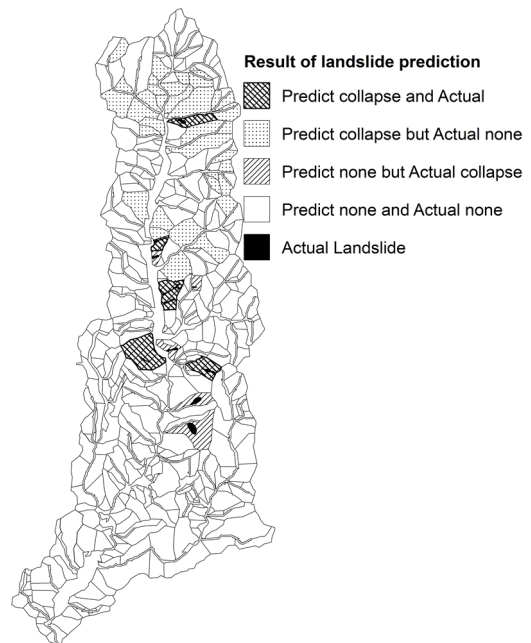 Result of landslide prediction
Predict collapse and Actual
Predict collapse but Actual none
Predict none but Actual collapse
Predict none and Actual none
Actual Landslide